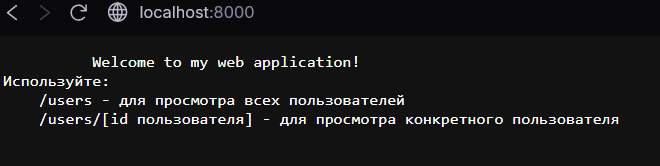 localhost:8000
Welcome to my web application!
Используйте:
/users - для просмотра всех пользователей
/users/[id пользователя] - для просмотра конкретного пользователя